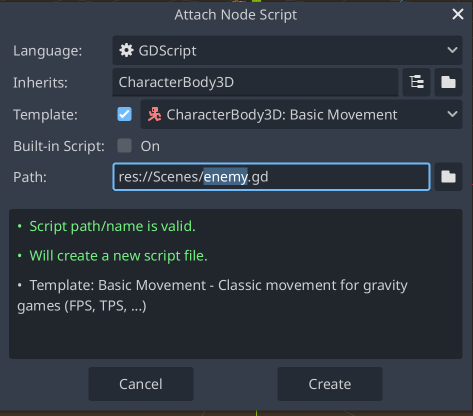 Attach Node Script
Language: GDScript
Inherits: CharacterBody3D
Template: CharacterBody3D: Basic Movement
Built-in Script: On
Path: res://Scenes/enemy.gd
• Script path/name is valid.
• Will create a new script file.
• Template: Basic Movement - Classic movement for gravity
games (FPS, TPS, ...)
Cancel Create